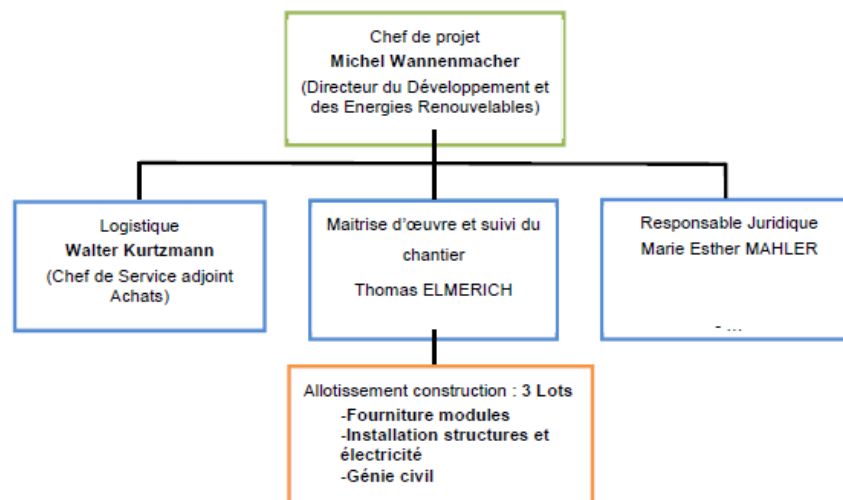 Chef de projet
Michel Wannenmacher
(Directeur du Développement et
des Energies Renouvelables)
Logistique
Walter Kurtzmann
(Chef de Service adjoint
Achats)
Maitrise d'œuvre et suivi du
chantier
Thomas ELMERICH
Responsable Juridique
Marie Esther MAHLER
- ...
Allotissement construction : 3 Lots
-Fourniture modules
-Installation structures et
électricité
-Génie civil